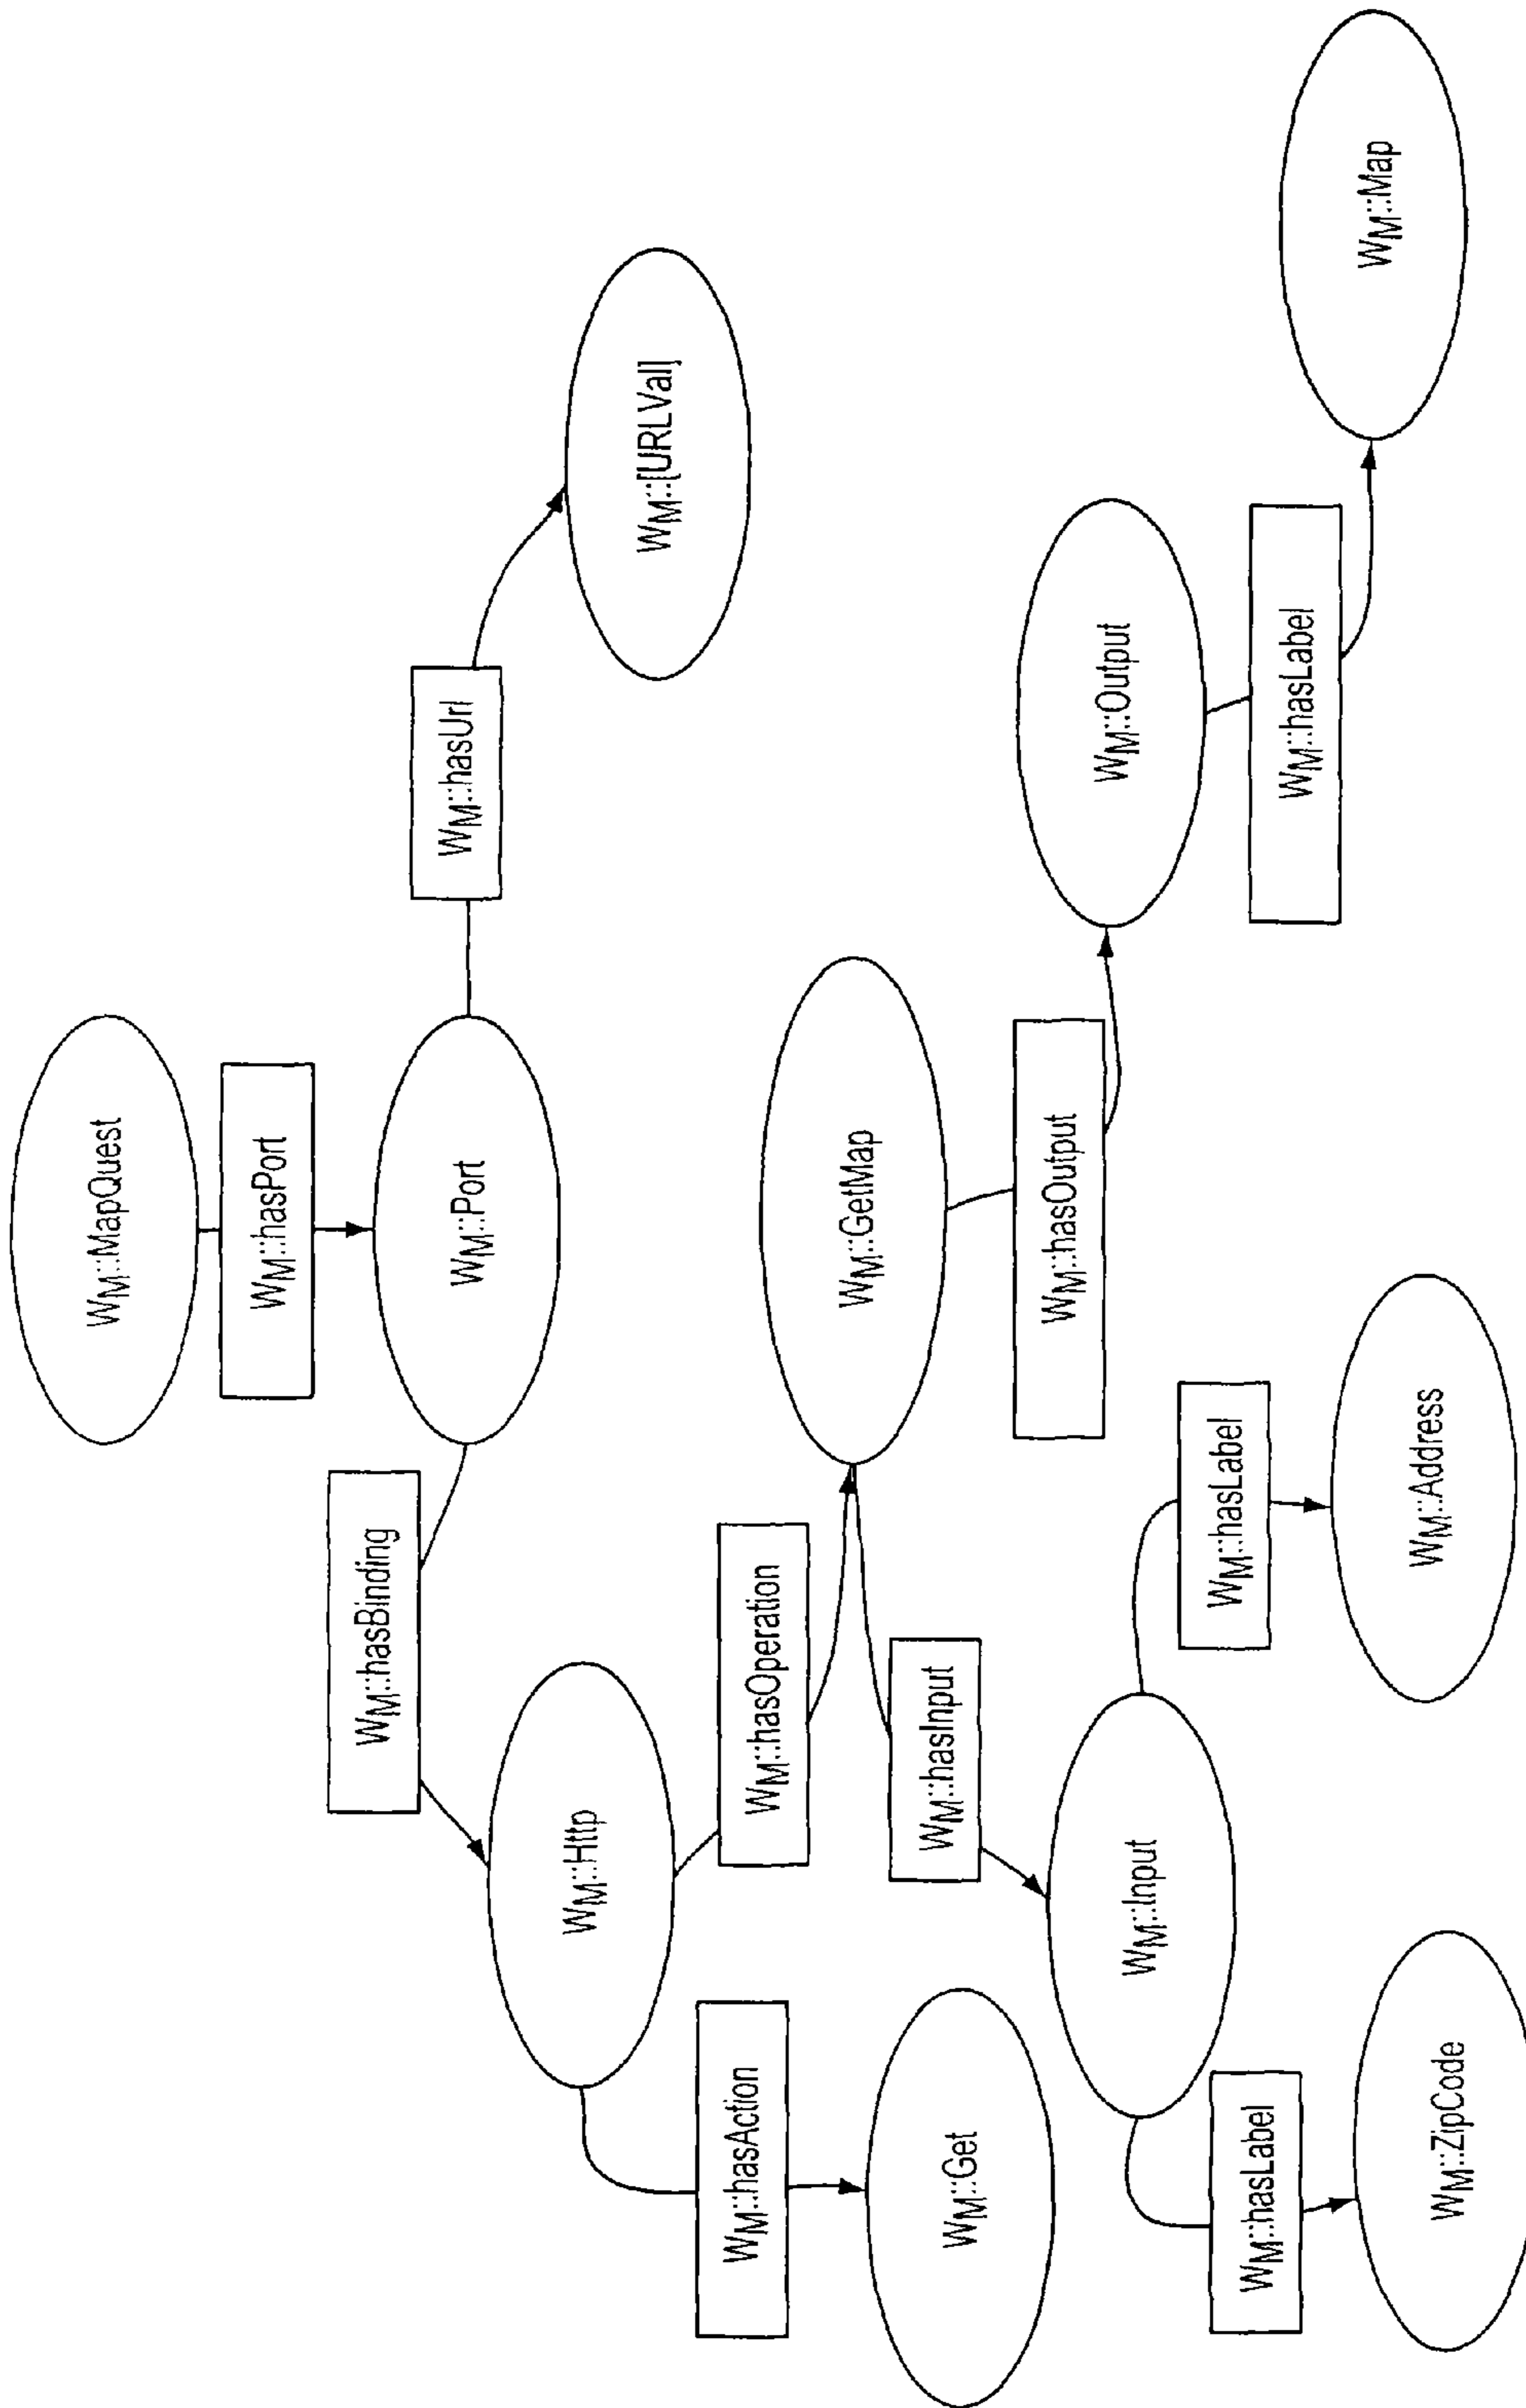 WM::MapQuest
WM::hasPort
WM::Port
WM::hasBinding
WM::hasUrl
WM::Http
WM::[URLVal]
WM::hasAction
WM::hasOperation
WM::GetMap
WM::Get
WM::hasInput
WM::hasOutput
WM::Output
WM::Input
WM::hasLabel
WM::hasLabel
WM::hasLabel
WM::ZipCode
WM::Address
WM::Map